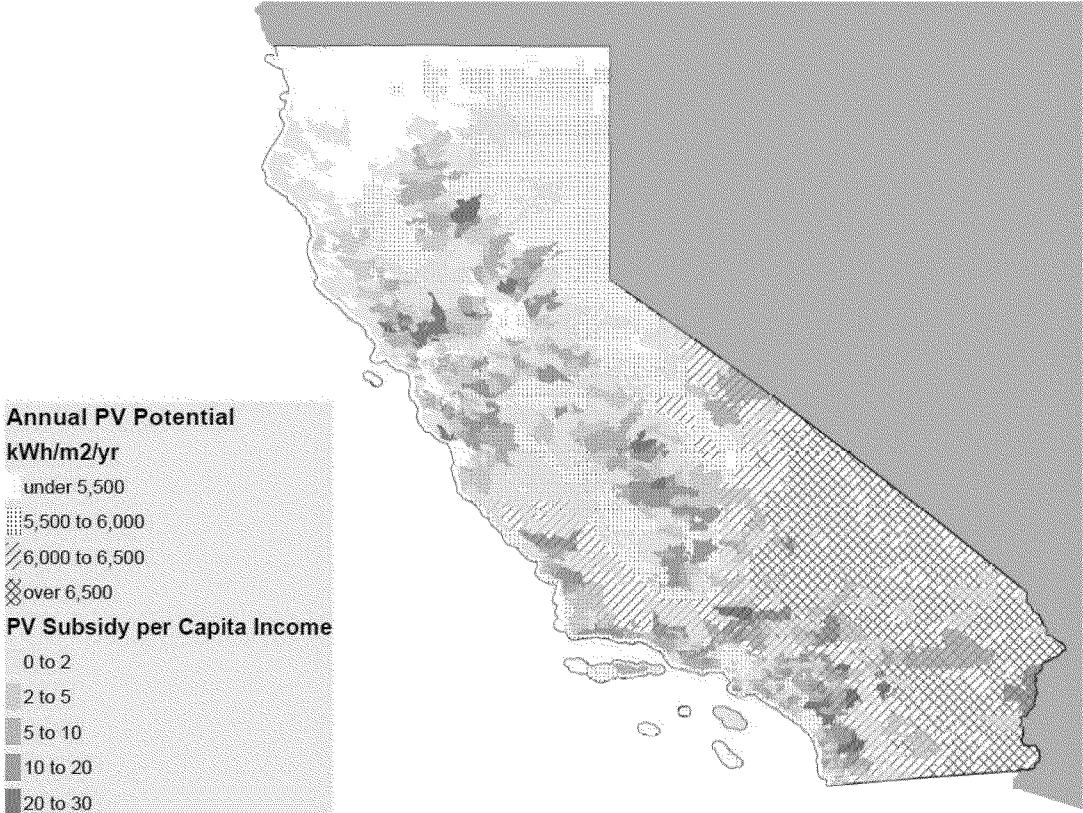 Annual PV Potential
kWh/m2/yr
under 5,500
5,500 to 6,000
6,000 to 6,500
over 6,500
PV Subsidy per Capita Income
0 to 2
2 to 5
5 to 10
10 to 20
20 to 30